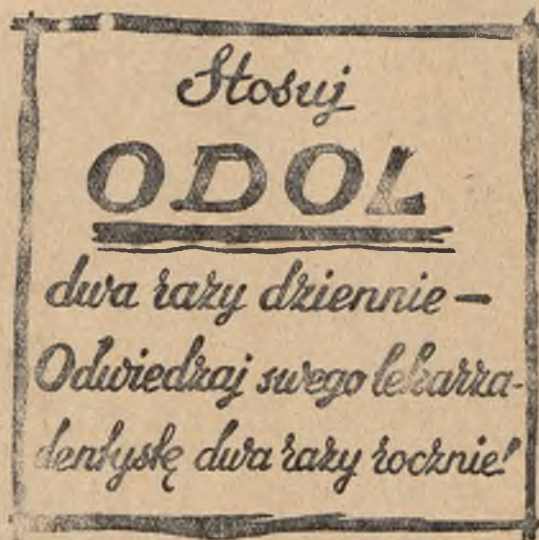 Stosuj
ODOL
dwa razy dziennie —
Odwiedzaj swego lekarza-
dentystę dwa razy rocznie!